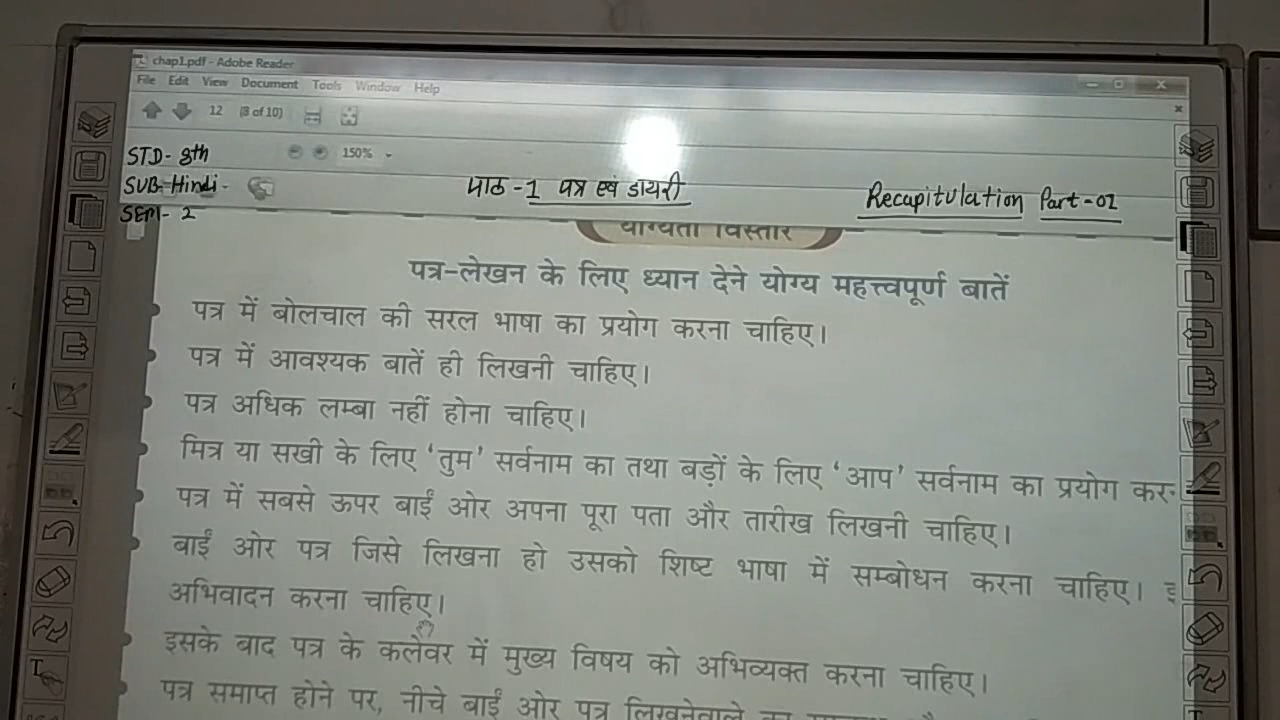 chap1.pdf - Adobe Reader
File Edit View Document Tools Window Help
12 (8 of 10)
STD- 8th
150%
SUB-Hindi-
पाठ -1 पत्र एवं डायरी
Recapitulation Part-02
SEM- 2
योग्यता विस्तार
पत्र-लेखन के लिए ध्यान देने योग्य महत्त्वपूर्ण बातें
पत्र में बोलचाल की सरल भाषा का प्रयोग करना चाहिए।
पत्र में आवश्यक बातें ही लिखनी चाहिए।
पत्र अधिक लम्बा नहीं होना चाहिए।
मित्र या सखी के लिए ‘तुम’ सर्वनाम का तथा बड़ों के लिए ‘आप’ सर्वनाम का प्रयोग
पत्र में सबसे ऊपर बाईं ओर अपना पूरा पता और तारीख लिखनी चाहिए।
बाईं ओर पत्र जिसे लिखना हो उसको शिष्ट भाषा में सम्बोधन करना चाहिए।
अभिवादन करना चाहिए।
इसके बाद पत्र के कलेवर में मुख्य विषय को अभिव्यक्त करना चाहिए।
पत्र समाप्त होने पर, नीचे बाईं ओर पत्र लिखनेवाले का